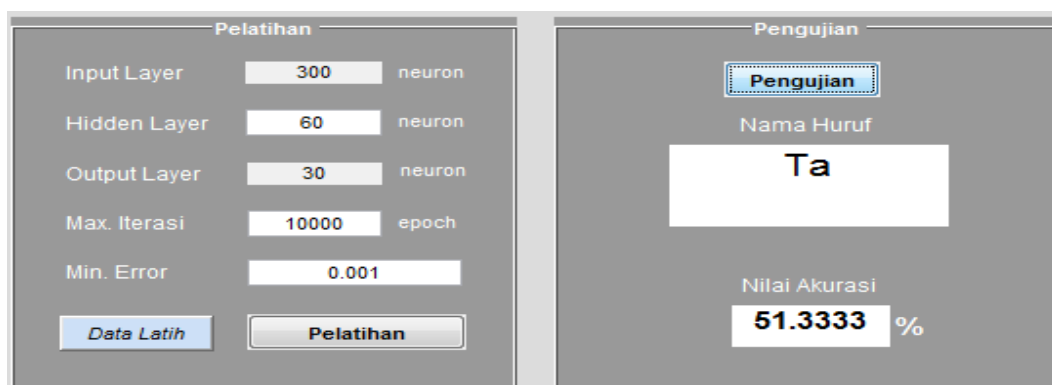 Pelatihan
Input Layer 300 neuron
Hidden Layer 60 neuron
Output Layer 30 neuron
Max. Iterasi 10000 epoch
Min. Error 0.001
Data Latih Pelatihan
Pengujian
Pengujian
Nama Huruf
Ta
Nilai Akurasi
51.3333 %